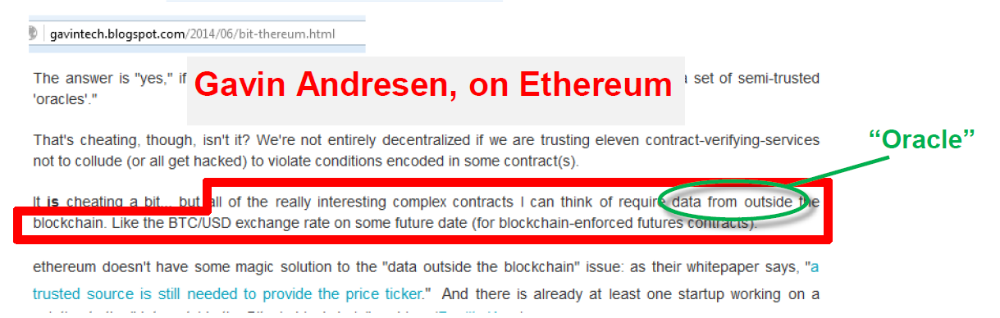 gavintech.blogspot.com/2014/06/bit-thereum.html
The answer is "yes," if
Gavin Andresen, on Ethereum
a set of semi-trusted
'oracles'."
That's cheating, though, isn't it? We're not entirely decentralized if we are trusting eleven contract-verifying-services
not to collude (or all get hacked) to violate conditions encoded in some contract(s).
“Oracle”
It is cheating a bit... but all of the really interesting complex contracts I can think of require data from outside the
blockchain. Like the BTC/USD exchange rate on some future date (for blockchain-enforced futures contracts).
ethereum doesn't have some magic solution to the "data outside the blockchain" issue: as their whitepaper says, "a
trusted source is still needed to provide the price ticker." And there is already at least one startup working on a